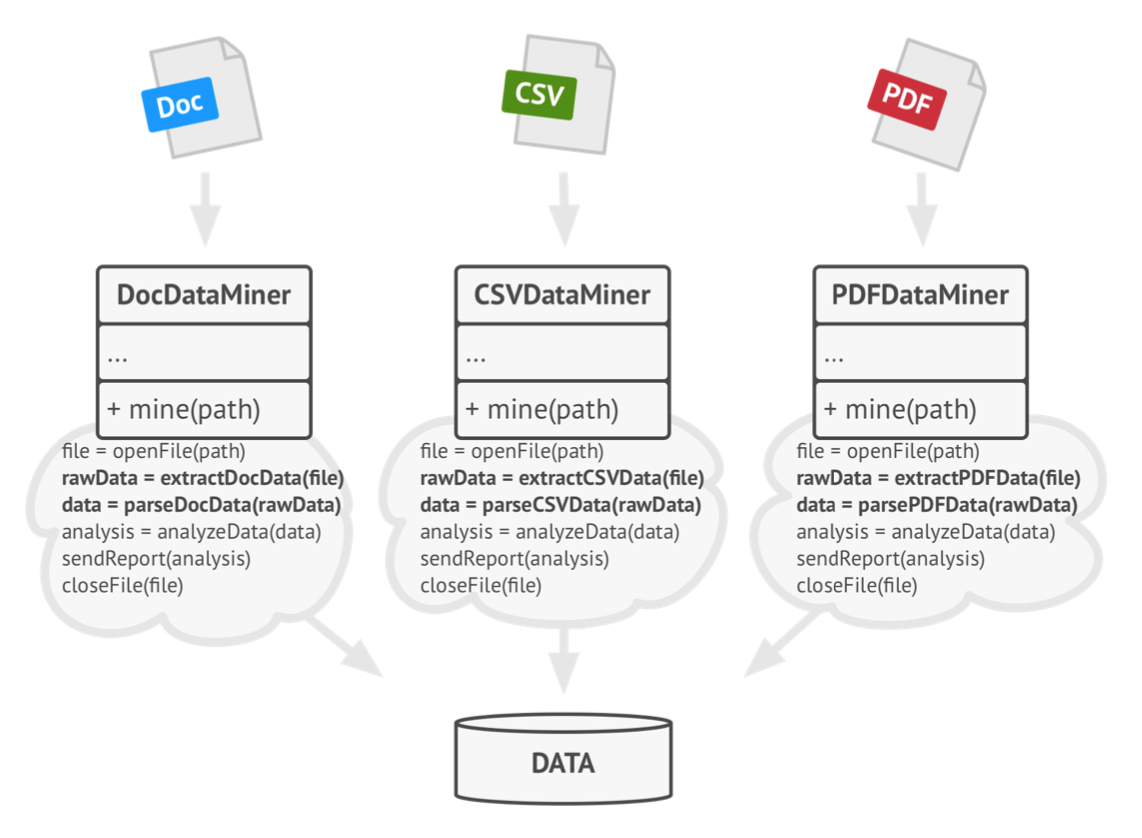 Doc
CSV
PDF
DocDataMiner
...
+ mine(path)
file = openFile(path)
rawData = extractDocData(file)
data = parseDocData(rawData)
analysis = analyzeData(data)
sendReport(analysis)
closeFile(file)
CSVDataMiner
...
+ mine(path)
file = openFile(path)
rawData = extractCSVData(file)
data = parseCSVData(rawData)
analysis = analyzeData(data)
sendReport(analysis)
closeFile(file)
PDFDataMiner
...
+ mine(path)
file = openFile(path)
rawData = extractPDFData(file)
data = parsePDFData(rawData)
analysis = analyzeData(data)
sendReport(analysis)
closeFile(file)
DATA